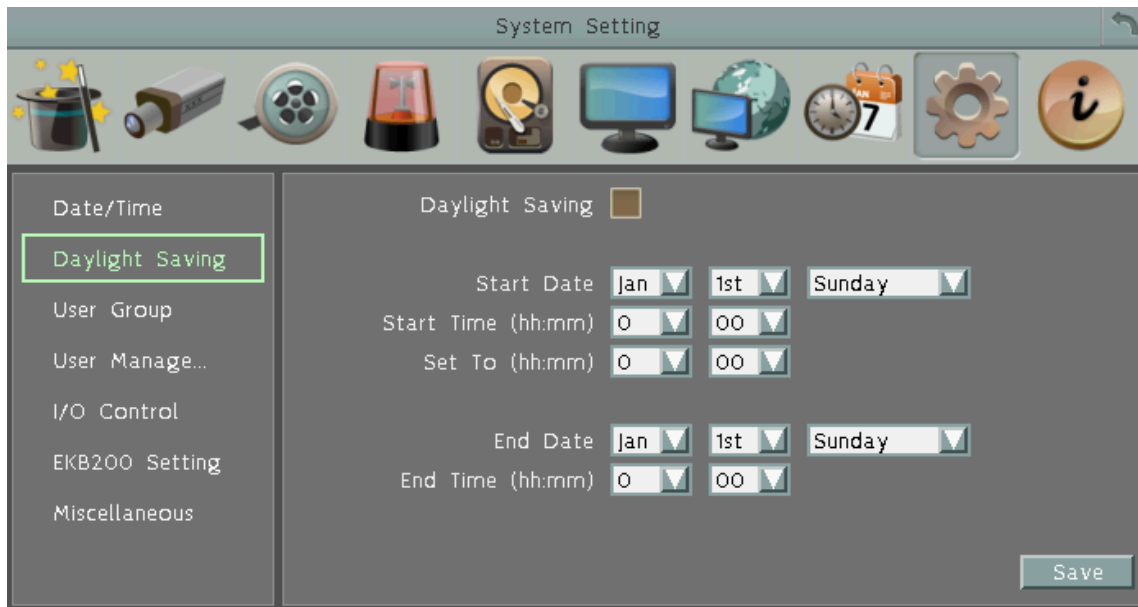 System Setting
JAN
7
i
Date/Time
Daylight Saving
User Group
User Manage...
I/O Control
EKB200 Setting
Miscellaneous
Daylight Saving
Start Date Jan 1st Sunday
Start Time (hh:mm) 0 00
Set To (hh:mm) 0 00
End Date Jan 1st Sunday
End Time (hh:mm) 0 00
Save